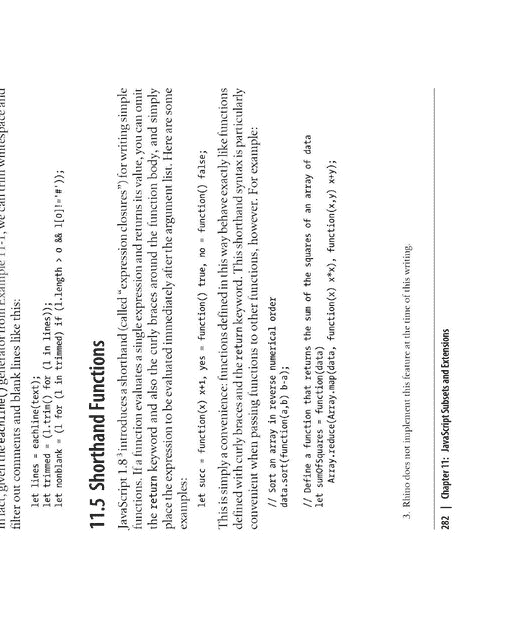 In fact, given the eachline() generator from Example 11-1, we can trim whitespace and
filter out comments and blank lines like this:
let lines = eachline(text);
let trimmed = (l.trim() for (l in lines));
let nonblank = (l for (l in trimmed) if (l.length > 0 && l[0]!='#'));
11.5 Shorthand Functions
JavaScript 1.8³ introduces a shorthand (called “expression closures”) for writing simple
functions. If a function evaluates a single expression and returns its value, you can omit
the return keyword and also the curly braces around the function body, and simply
place the expression to be evaluated immediately after the argument list. Here are some
examples:
let succ = function(x) x+1, yes = function() true, no = function() false;
This is simply a convenience: functions defined in this way behave exactly like functions
defined with curly braces and the return keyword. This shorthand syntax is particularly
convenient when passing functions to other functions, however. For example:
// Sort an array in reverse numerical order
data.sort(function(a,b) b-a);
// Define a function that returns the sum of the squares of an array of data
let sumOfSquares = function(data)
Array.reduce(Array.map(data, function(x) x*x), function(x,y) x+y);
3. Rhino does not implement this feature at the time of this writing.
282 | Chapter 11: JavaScript Subsets and Extensions